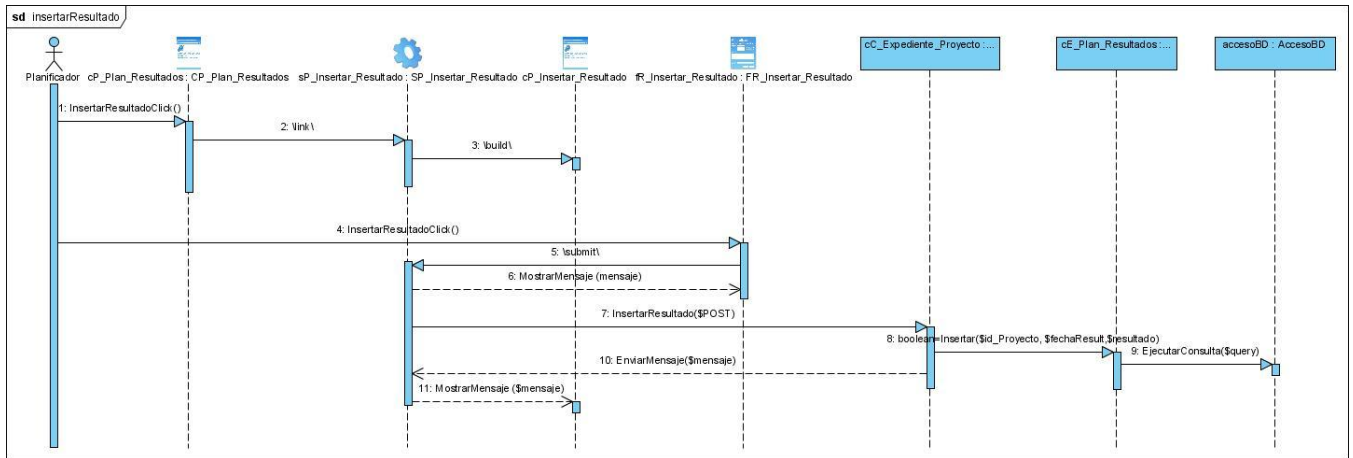 sd insertarResultado
Planificador
cP_Plan_Resultados : CP_Plan_Resultados
sP_Insertar_Resultado : SP_Insertar_Resultado
cP_Insertar_Resultado
fR_Insertar_Resultado : FR_Insertar_Resultado
cC_Expediente_Proyecto :...
cE_Plan_Resultados :...
accesoBD : AccesoBD
1: InsertarResultadoClick()
2: \link\
3: \build\
4: InsertarResultadoClick()
5: \submit\
6: MostrarMensaje (mensaje)
7: InsertarResultado($POST)
8: boolean=Insertar($id_Proyecto, $fechaResult,$resultado)
9: EjecutarConsulta($query)
10: EnviarMensaje($mensaje)
11: MostrarMensaje ($mensaje)